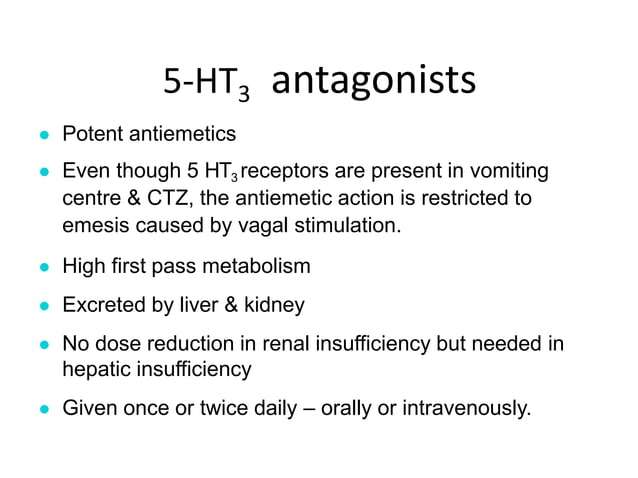 5-HT₃ antagonists
● Potent antiemetics
● Even though 5 HT₃ receptors are present in vomiting
centre & CTZ, the antiemetic action is restricted to
emesis caused by vagal stimulation.
● High first pass metabolism
● Excreted by liver & kidney
● No dose reduction in renal insufficiency but needed in
hepatic insufficiency
● Given once or twice daily – orally or intravenously.